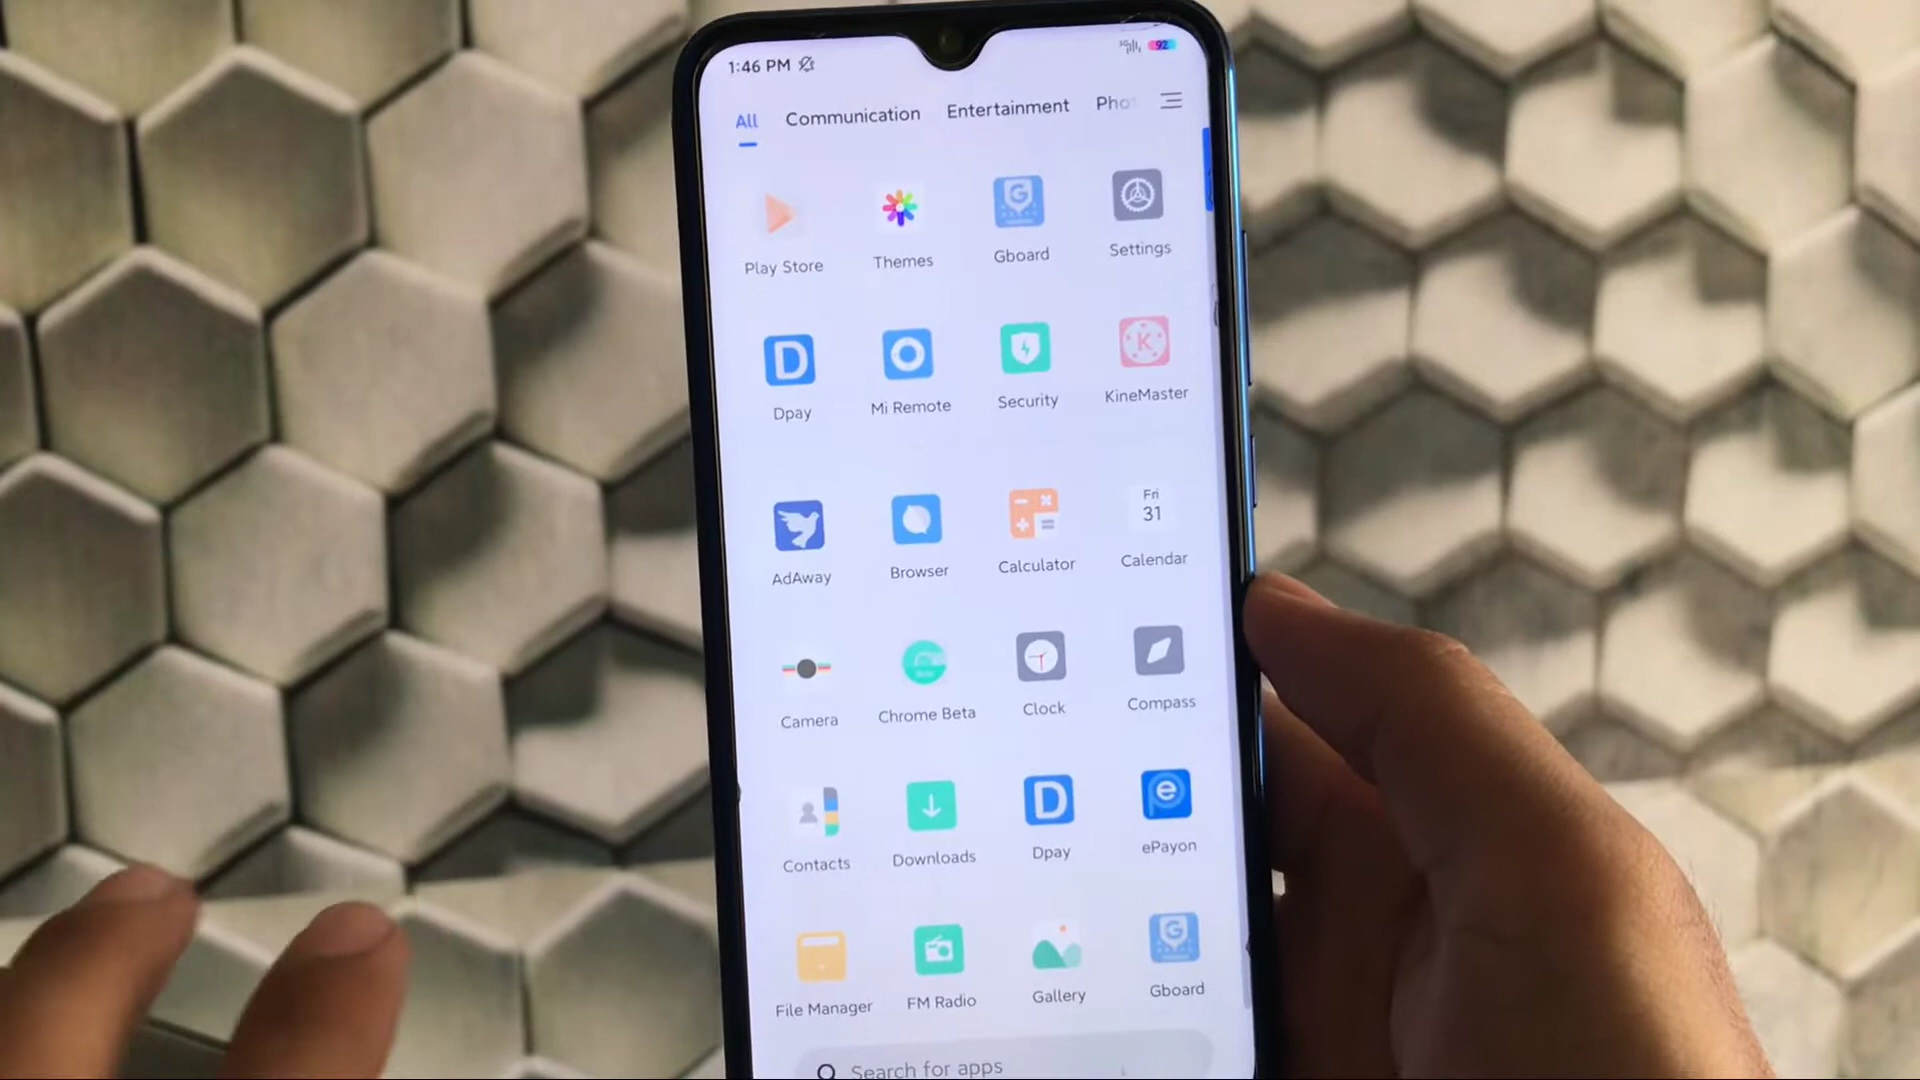 1:46 PM 92
All Communication Entertainment Pho
Play Store Themes Gboard Settings
D K
Dpay Mi Remote Security KineMaster
Fri
31
AdAway Browser Calculator Calendar
Camera Chrome Beta Clock Compass
D e
Contacts Downloads Dpay ePayon
File Manager FM Radio Gallery Gboard
Search for apps